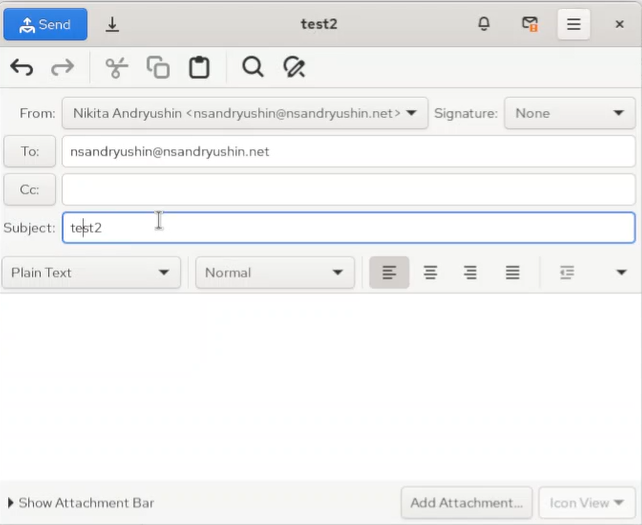 Send test2
From: Nikita Andryushin <nsandryushin@nsandryushin.net> Signature: None
To: nsandryushin@nsandryushin.net
Cc:
Subject: test2
Plain Text Normal
Show Attachment Bar Add Attachment... Icon View